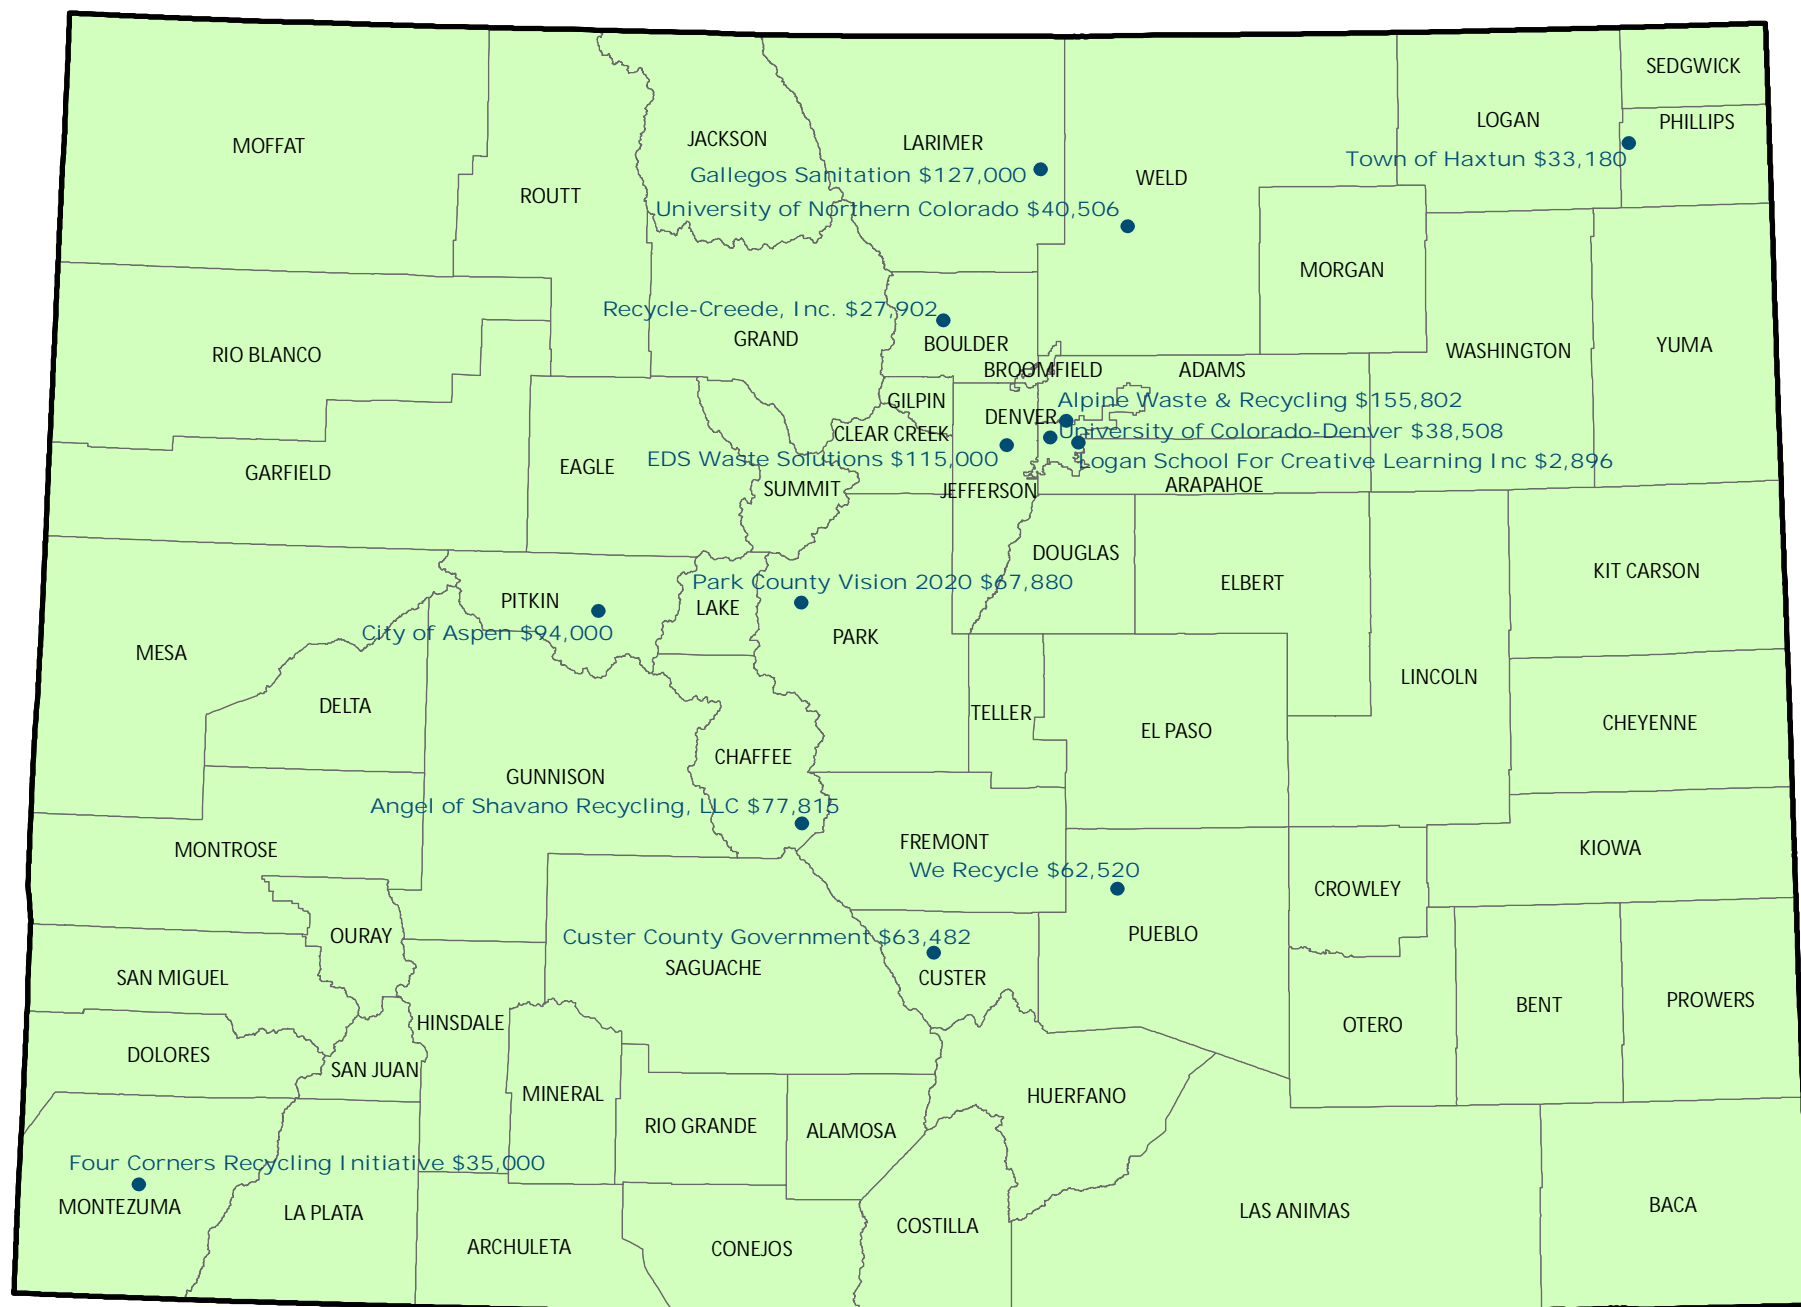 SEDGWICK
LOGAN
PHILLIPS
MOFFAT
JACKSON
LARIMER
Town of Haxtun $33,180
Gallegos Sanitation $127,000
WELD
ROUTT
University of Northern Colorado $40,506
MORGAN
Recycle-Creede, Inc. $27,902
GRAND
BOULDER
RIO BLANCO
WASHINGTON
YUMA
BROOMFIELD
ADAMS
GILPIN
Alpine Waste & Recycling $155,802
DENVER
CLEAR CREEK
University of Colorado-Denver $38,508
EDS Waste Solutions $115,000
Logan School For Creative Learning Inc $2,896
GARFIELD
EAGLE
SUMMIT
JEFFERSON
ARAPAHOE
DOUGLAS
KIT CARSON
Park County Vision 2020 $67,880
ELBERT
PITKIN
LAKE
City of Aspen $94,000
PARK
MESA
LINCOLN
DELTA
TELLER
CHEYENNE
EL PASO
CHAFFEE
GUNNISON
Angel of Shavano Recycling, LLC $77,815
FREMONT
MONTROSE
KIOWA
We Recycle $62,520
CROWLEY
OURAY
Custer County Government $63,482
PUEBLO
SAGUACHE
SAN MIGUEL
CUSTER
PROWERS
BENT
HINSDALE
OTERO
DOLORES
SAN JUAN
MINERAL
HUERFANO
RIO GRANDE
ALAMOSA
Four Corners Recycling Initiative $35,000
MONTEZUMA
LA PLATA
LAS ANIMAS
BACA
COSTILLA
ARCHULETA
CONEJOS